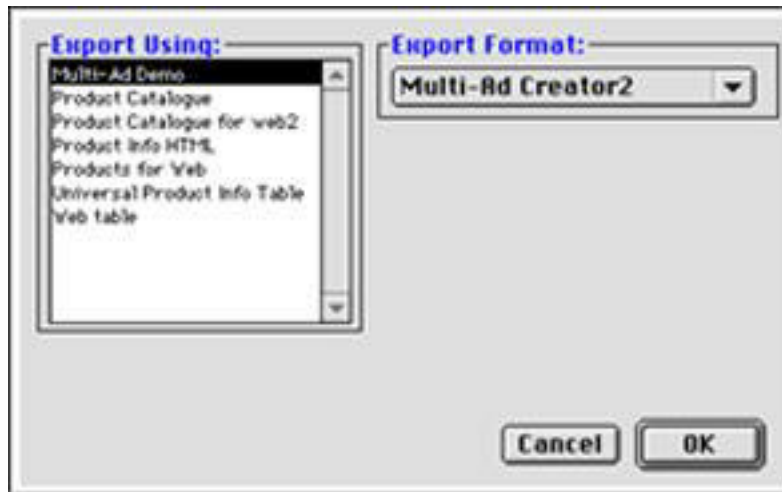 Export Using:
Multi-Ad Demo
Product Catalogue
Product Catalogue for web2
Product Info HTML
Products for Web
Universal Product Info Table
Web table
Export Format:
Multi-Ad Creator2
Cancel
OK